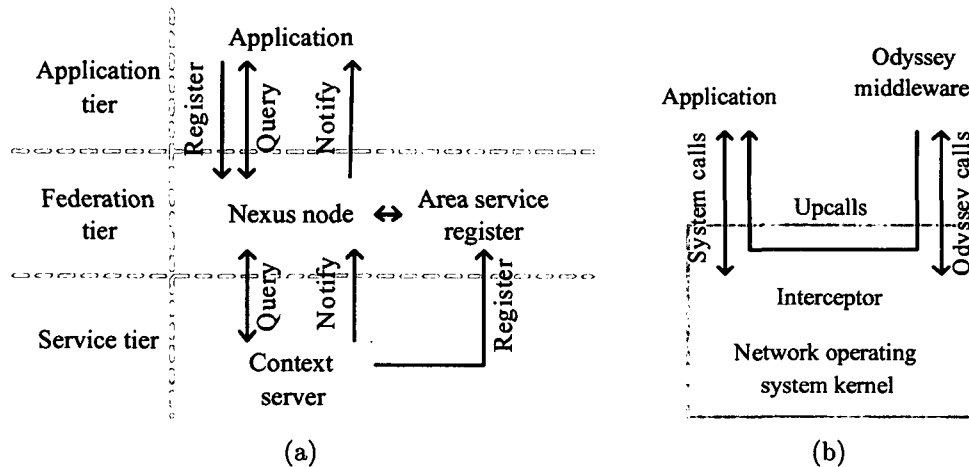 Application
Application
tier
Register
Query
Notify
Federation
tier
Nexus node
Area service
register
Service tier
Query
Notify
Register
Context
server
(a)
Odyssey
middleware
Application
System calls
Upcalls
Odyssey calls
Interceptor
Network operating
system kernel
(b)